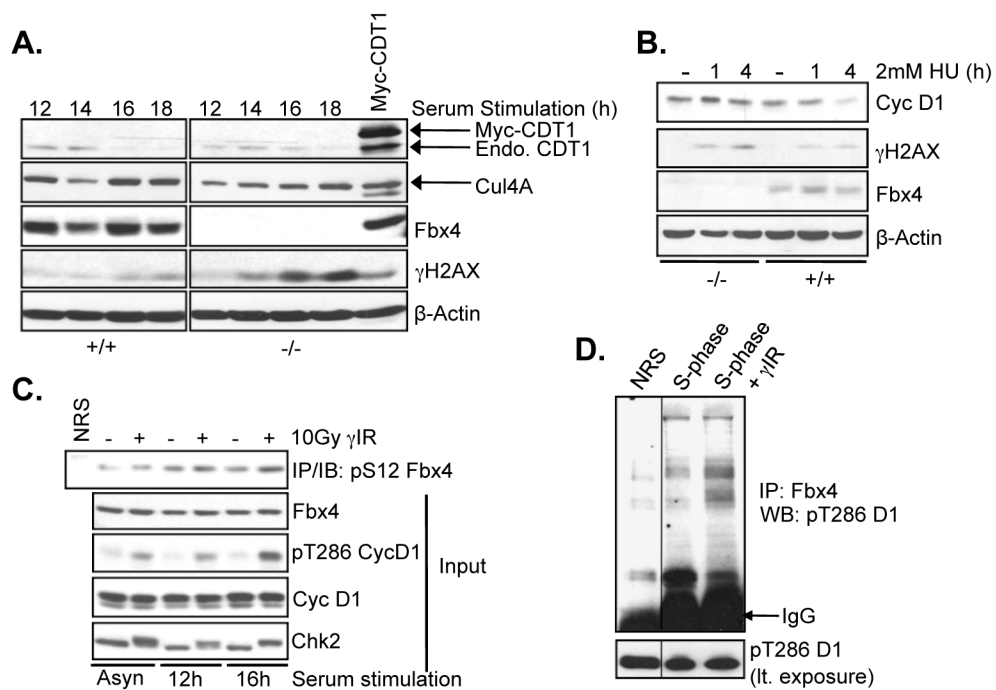 A.
12 14 16 18 12 14 16 18 Myc-CDT1 Serum Stimulation (h)
Myc-CDT1
Endo. CDT1
Cul4A
Fbx4
γH2AX
β-Actin
+/+ -/-
B.
- 1 4 - 1 4 2mM HU (h)
Cyc D1
γH2AX
Fbx4
β-Actin
-/- +/+
C.
NRS - + - + - + 10Gy γIR
IP/IB: pS12 Fbx4
Fbx4
pT286 CycD1
Input
Cyc D1
Chk2
Asyn 12h 16h Serum stimulation
D.
NRS
S-phase
S-phase
+ γIR
IP: Fbx4
WB: pT286 D1
IgG
pT286 D1
(lt. exposure)